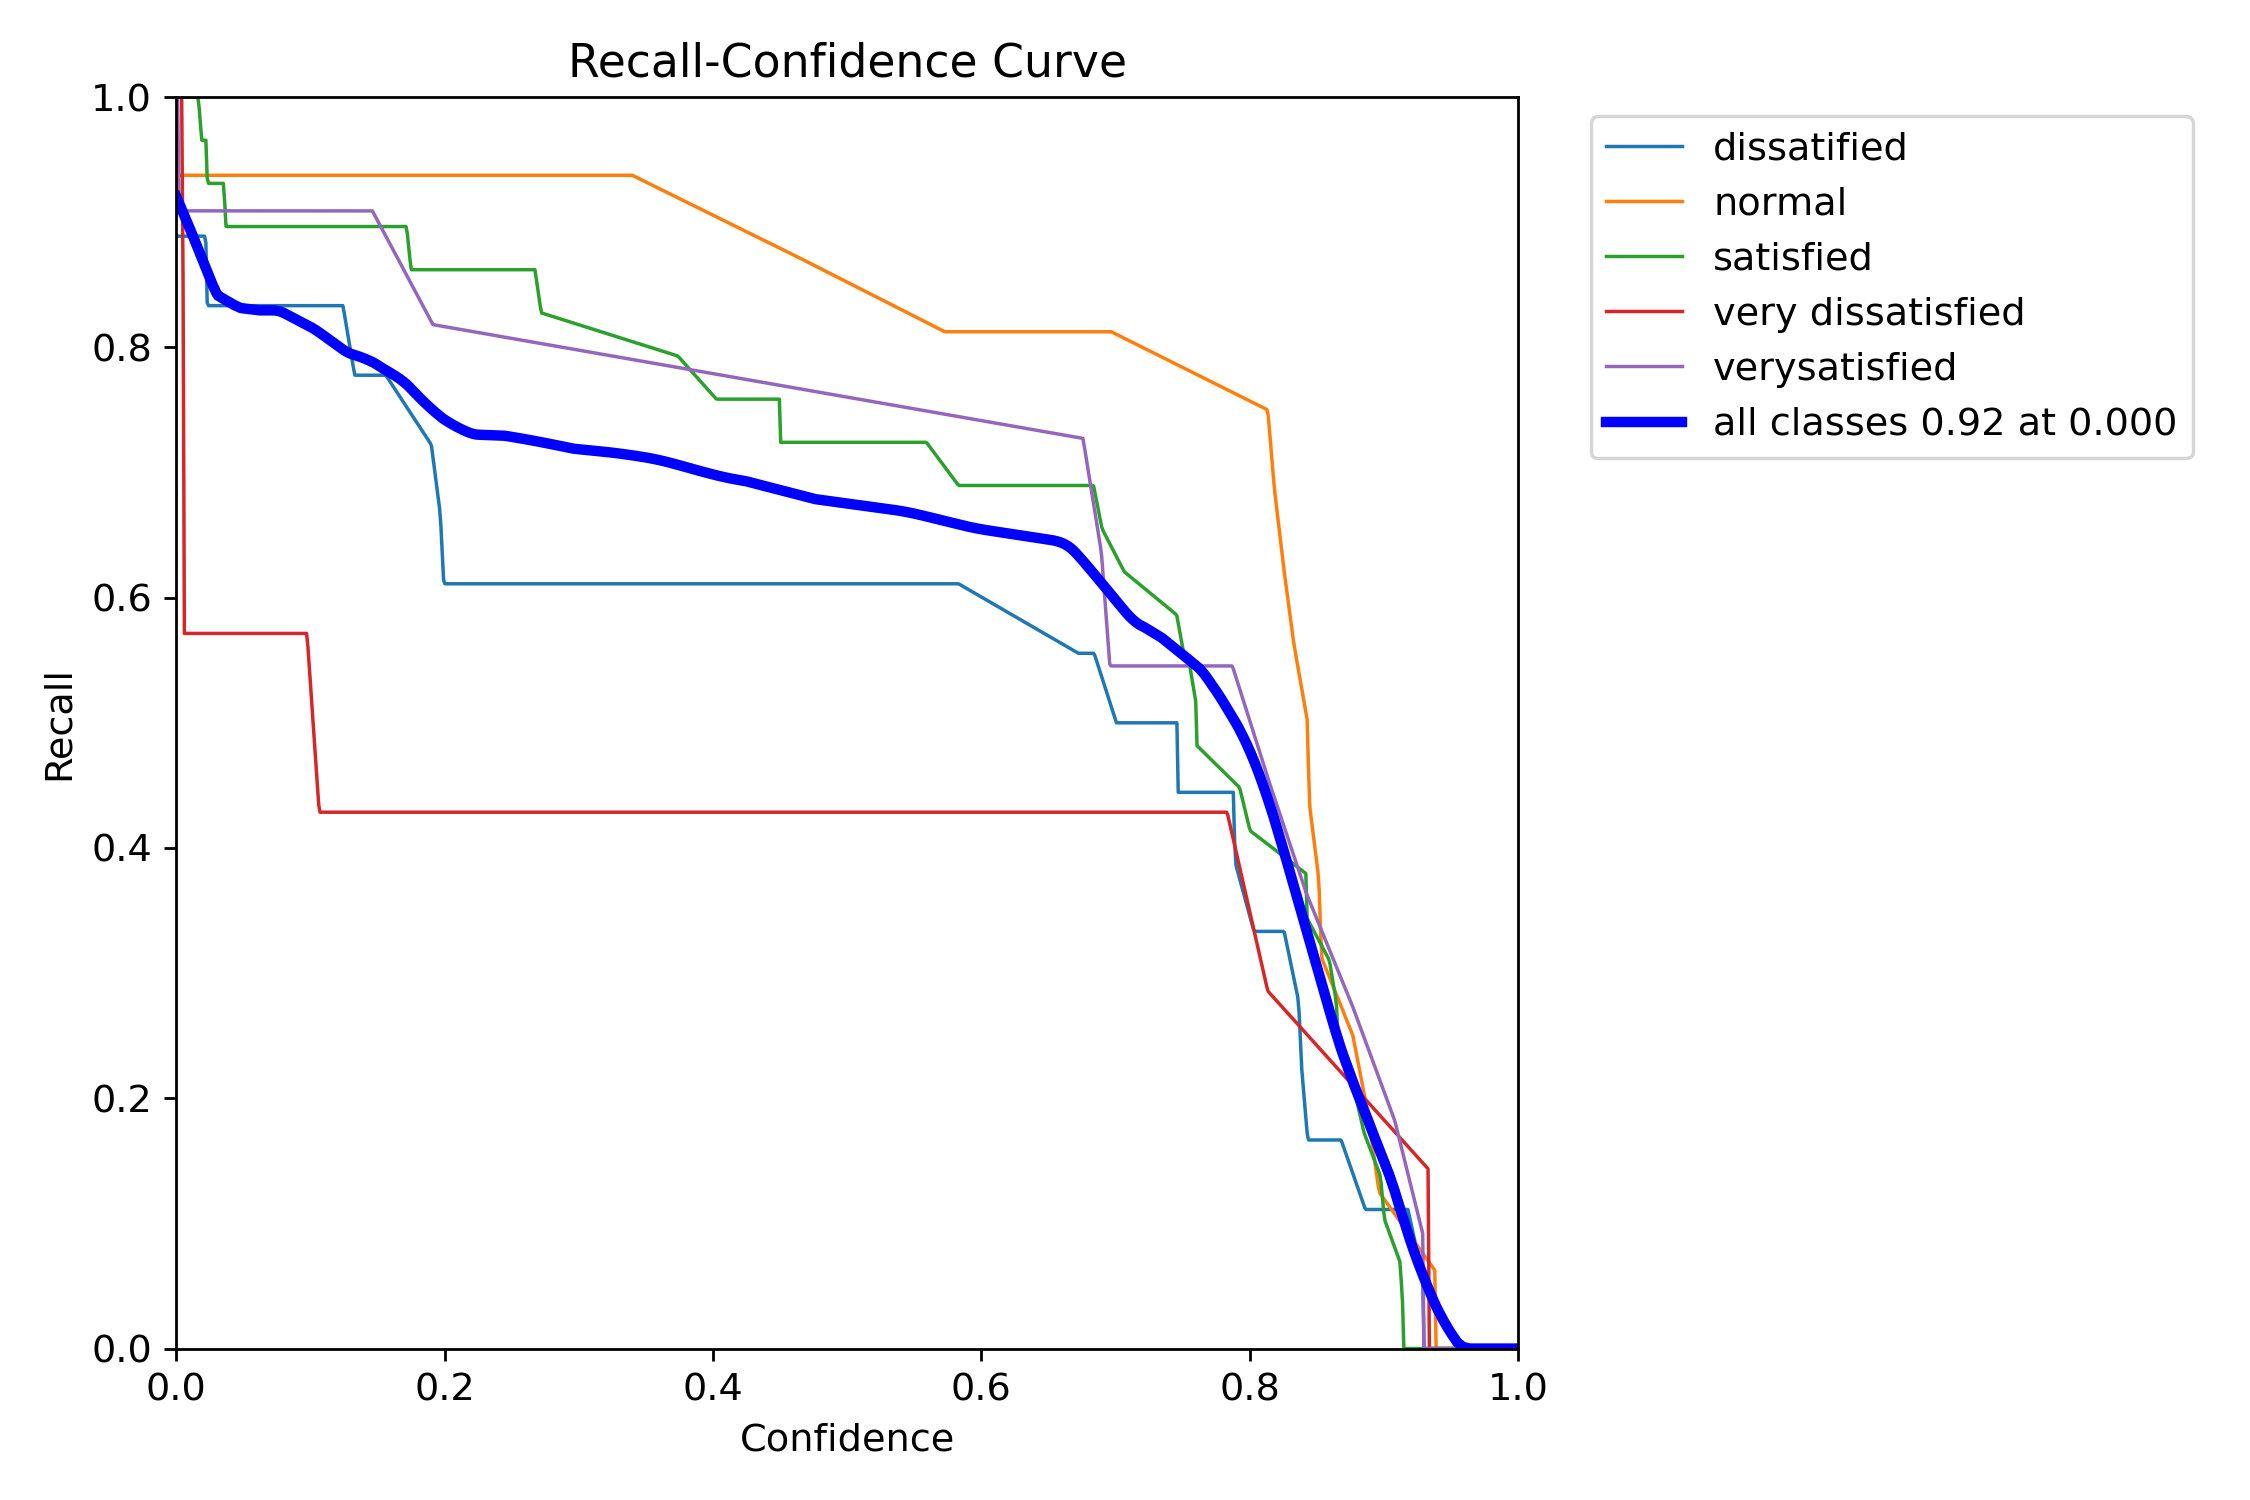 Recall-Confidence Curve
1.0
0.8
0.6
0.4
0.2
0.0
Recall
0.0 0.2 0.4 0.6 0.8 1.0
Confidence
dissatified
normal
satisfied
very dissatisfied
verysatisfied
all classes 0.92 at 0.000